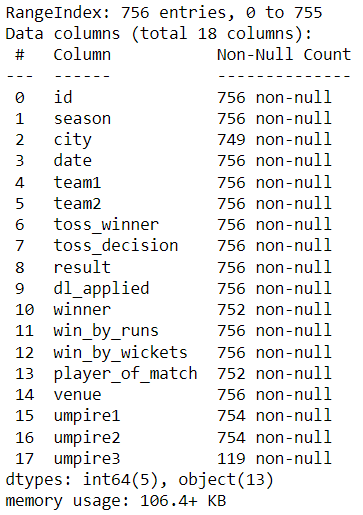 RangeIndex: 756 entries, 0 to 755
Data columns (total 18 columns):
 #   Column           Non-Null Count
---  ------           --------------
 0   id               756 non-null
 1   season           756 non-null
 2   city             749 non-null
 3   date             756 non-null
 4   team1            756 non-null
 5   team2            756 non-null
 6   toss_winner      756 non-null
 7   toss_decision    756 non-null
 8   result           756 non-null
 9   dl_applied       756 non-null
 10  winner           752 non-null
 11  win_by_runs      756 non-null
 12  win_by_wickets   756 non-null
 13  player_of_match  752 non-null
 14  venue            756 non-null
 15  umpire1          754 non-null
 16  umpire2          754 non-null
 17  umpire3          119 non-null
dtypes: int64(5), object(13)
memory usage: 106.4+ KB